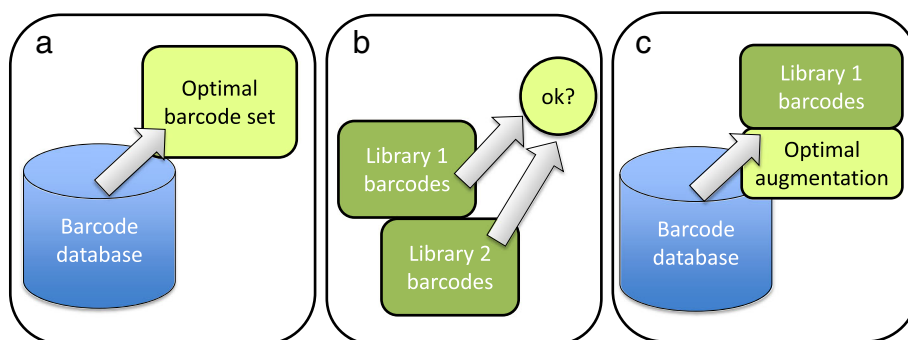 a
Optimal
barcode set
Barcode
database
b
ok?
Library 1
barcodes
Library 2
barcodes
c
Library 1
barcodes
Optimal
augmentation
Barcode
database